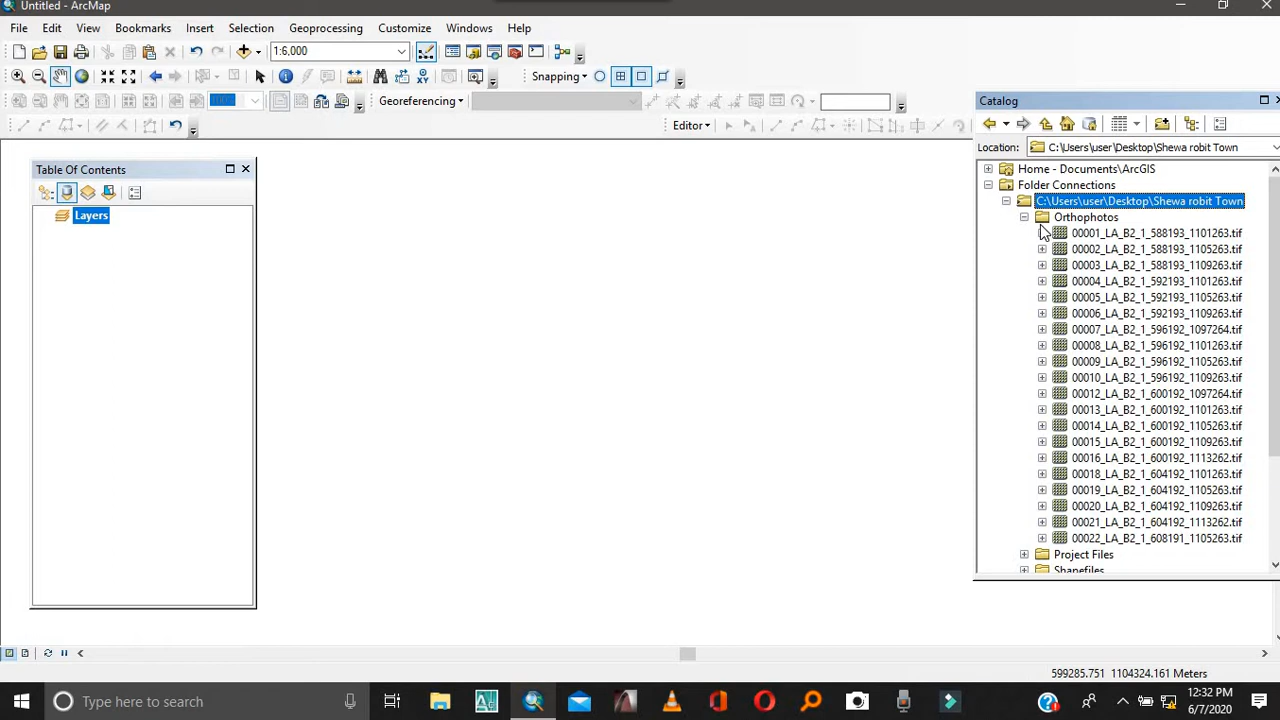 Untitled - ArcMap
File Edit View Bookmarks Insert Selection Geoprocessing Customize Windows Help
1:6,000
Snapping
Georeferencing
Editor
Catalog
Location: C:\Users\user\Desktop\Shewa robit Town
Table Of Contents
Layers
Home - Documents\ArcGIS
Folder Connections
C:\Users\user\Desktop\Shewa robit Town
Orthophotos
00001_LA_B2_1_588193_1101263.tif
00002_LA_B2_1_588193_1105263.tif
00003_LA_B2_1_588193_1109263.tif
00004_LA_B2_1_592193_1101263.tif
00005_LA_B2_1_592193_1105263.tif
00006_LA_B2_1_592193_1109263.tif
00007_LA_B2_1_596192_1097264.tif
00008_LA_B2_1_596192_1101263.tif
00009_LA_B2_1_596192_1105263.tif
00010_LA_B2_1_596192_1109263.tif
00012_LA_B2_1_600192_1097264.tif
00013_LA_B2_1_600192_1101263.tif
00014_LA_B2_1_600192_1105263.tif
00015_LA_B2_1_600192_1109263.tif
00016_LA_B2_1_600192_1113262.tif
00018_LA_B2_1_604192_1101263.tif
00019_LA_B2_1_604192_1105263.tif
00020_LA_B2_1_604192_1109263.tif
00021_LA_B2_1_604192_1113262.tif
00022_LA_B2_1_608191_1105263.tif
Project Files
Shapefiles
599285.751 1104324.161 Meters
Type here to search
12:32 PM
6/7/2020